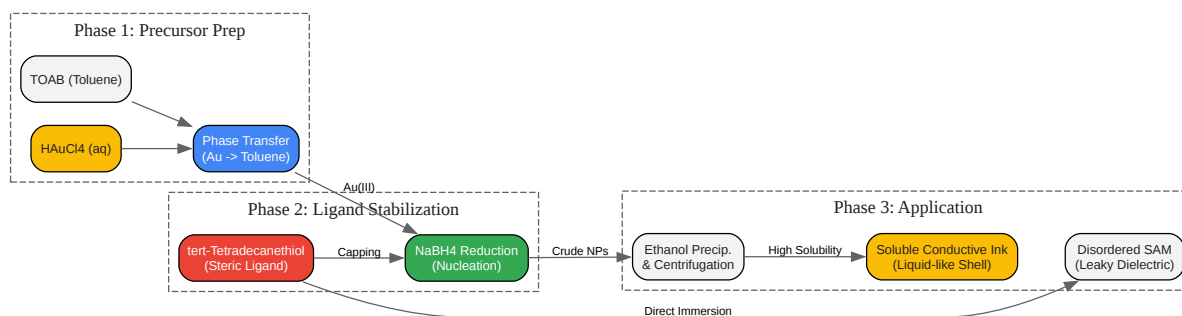 Phase 1: Precursor Prep
TOAB (Toluene)
HAuCl4 (aq)
Phase Transfer
(Au -> Toluene)
Au(III)
Phase 2: Ligand Stabilization
tert-Tetradecanethiol
(Steric Ligand)
Capping
NaBH4 Reduction
(Nucleation)
Crude NPs
Phase 3: Application
Ethanol Precip.
& Centrifugation
High Solubility
Soluble Conductive Ink
(Liquid-like Shell)
Disordered SAM
(Leaky Dielectric)
Direct Immersion